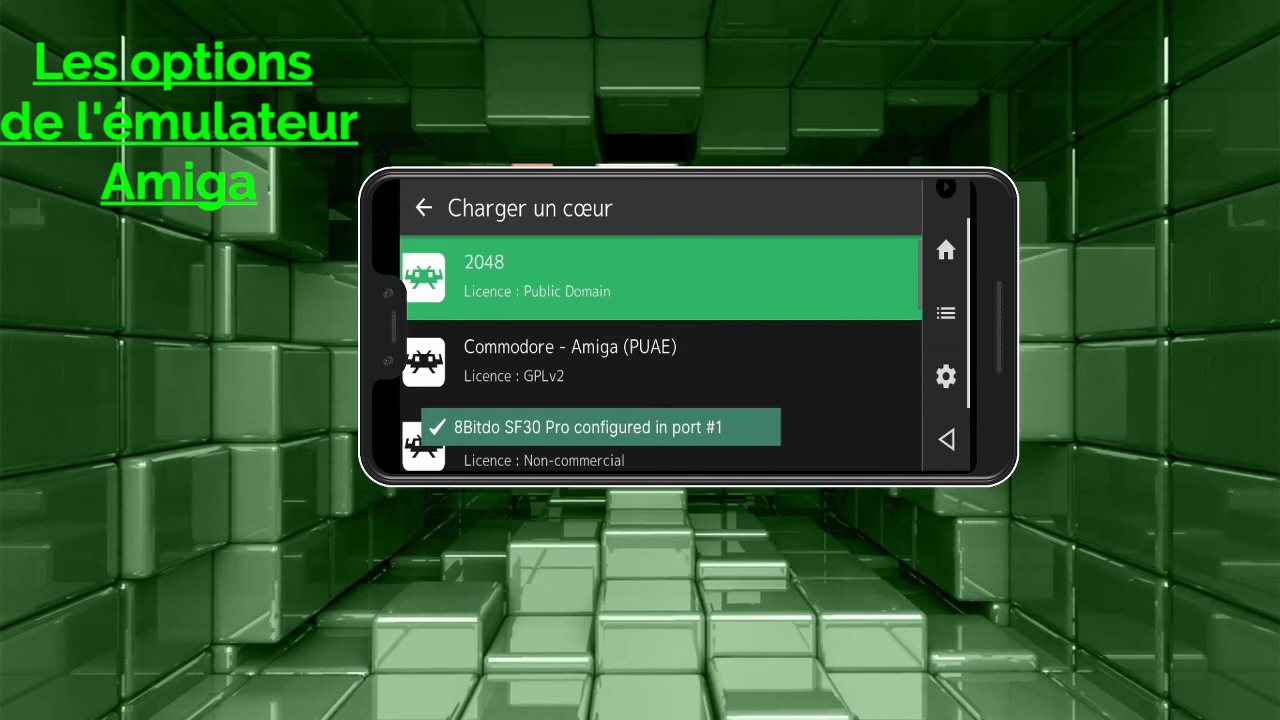 Les options
de l'émulateur
Amiga
Charger un cœur
2048
Licence : Public Domain
Commodore - Amiga (PUAE)
Licence : GPLv2
8Bitdo SF30 Pro configured in port #1
Licence : Non-commercial